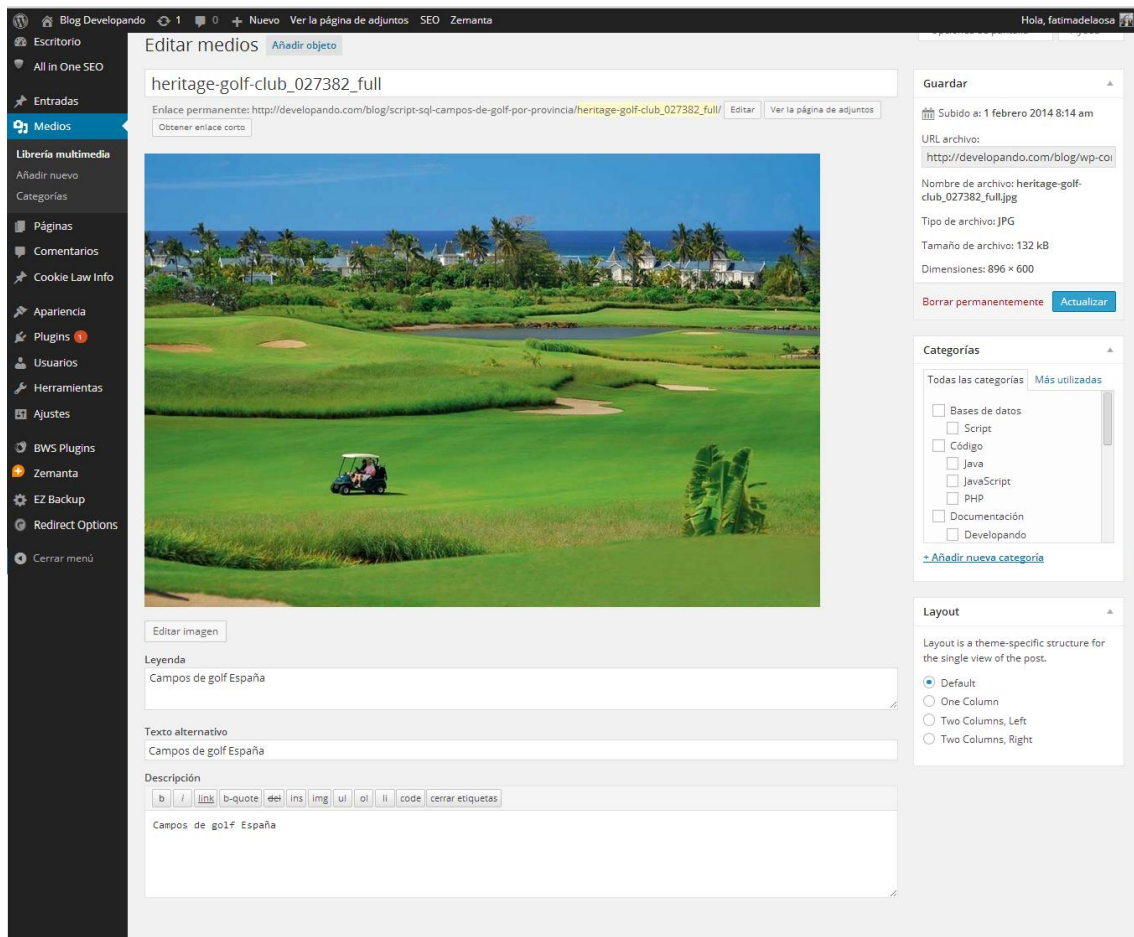 Blog Developando 1 0 + Nuevo Ver la página de adjuntos SEO Zemanta
Hola, fatimadelaosa
Escritorio
All in One SEO
Entradas
Medios
Librería multimedia
Añadir nuevo
Categorías
Páginas
Comentarios
Cookie Law Info
Apariencia
Plugins 1
Usuarios
Herramientas
Ajustes
BWS Plugins
Zemanta
EZ Backup
Redirect Options
Cerrar menú
Editar medios Añadir objeto
heritage-golf-club_027382_full
Enlace permanente: http://developando.com/blog/script-sql-campos-de-golf-por-provincia/heritage-golf-club_027382_full/ Editar Ver la página de adjuntos
Obtener enlace corto
Editar imagen
Leyenda
Campos de golf España
Texto alternativo
Campos de golf España
Descripción
b i link b-quote del ins img ul ol li code cerrar etiquetas
Campos de golf España
Guardar
Subido a: 1 febrero 2014 8:14 am
URL archivo:
http://developando.com/blog/wp-co
Nombre de archivo: heritage-golf-
club_027382_full.jpg
Tipo de archivo: JPG
Tamaño de archivo: 132 kB
Dimensiones: 896 × 600
Borrar permanentemente Actualizar
Categorías
Todas las categorías Más utilizadas
Bases de datos
Script
Código
Java
JavaScript
PHP
Documentación
Developando
+ Añadir nueva categoría
Layout
Layout is a theme-specific structure for
the single view of the post.
Default
One Column
Two Columns, Left
Two Columns, Right